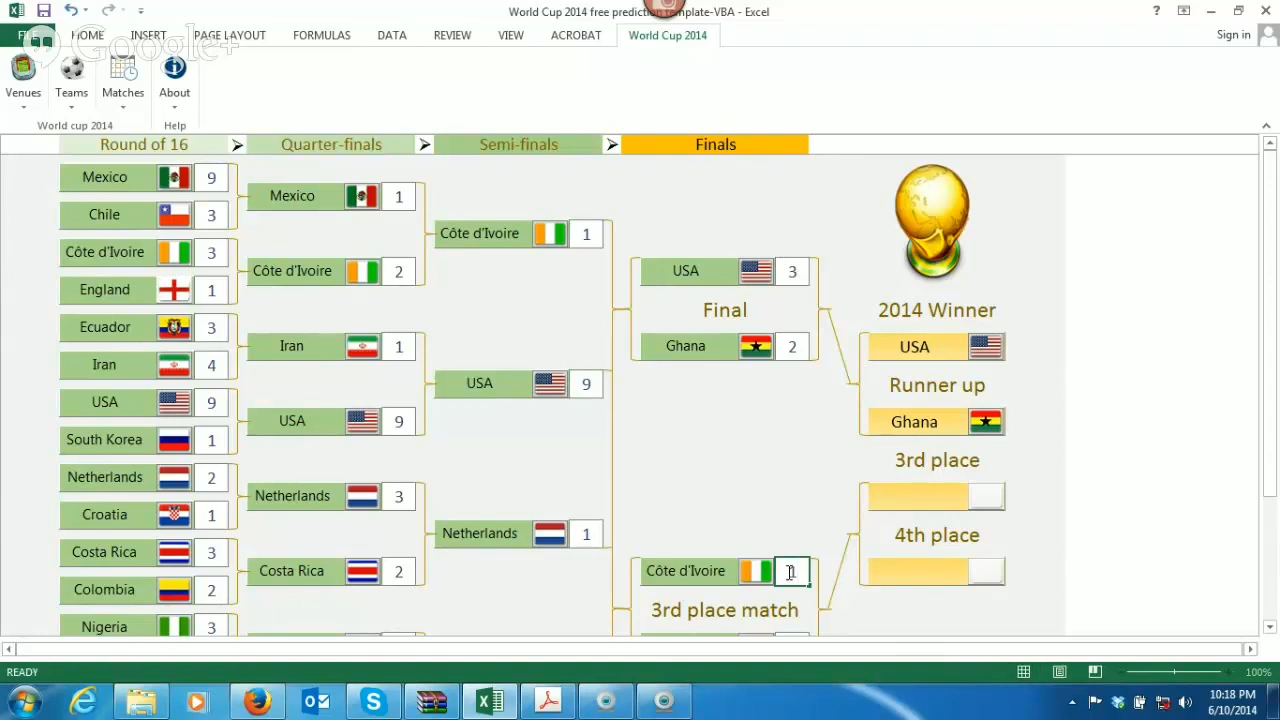 World Cup 2014 free prediction template-VBA - Excel
FILE HOME INSERT PAGE LAYOUT FORMULAS DATA REVIEW VIEW ACROBAT World Cup 2014 Sign in
Google+
Venues Teams Matches About
World cup 2014 Help
Round of 16 Quarter-finals Semi-finals Finals
Mexico 9
Mexico 1
Chile 3
Côte d'Ivoire 1
Côte d'Ivoire 3
Côte d'Ivoire 2
USA 3
England 1
Final
2014 Winner
Ecuador 3
Iran 1
Ghana 2
USA
Iran 4
USA 9
Runner up
USA 9
USA 9
Ghana
South Korea 1
3rd place
Netherlands 2
Netherlands 3
Croatia 1
Netherlands 1
4th place
Costa Rica 3
Costa Rica 2
Côte d'Ivoire 1
Colombia 2
3rd place match
Nigeria 3
READY 100%
10:18 PM
6/10/2014